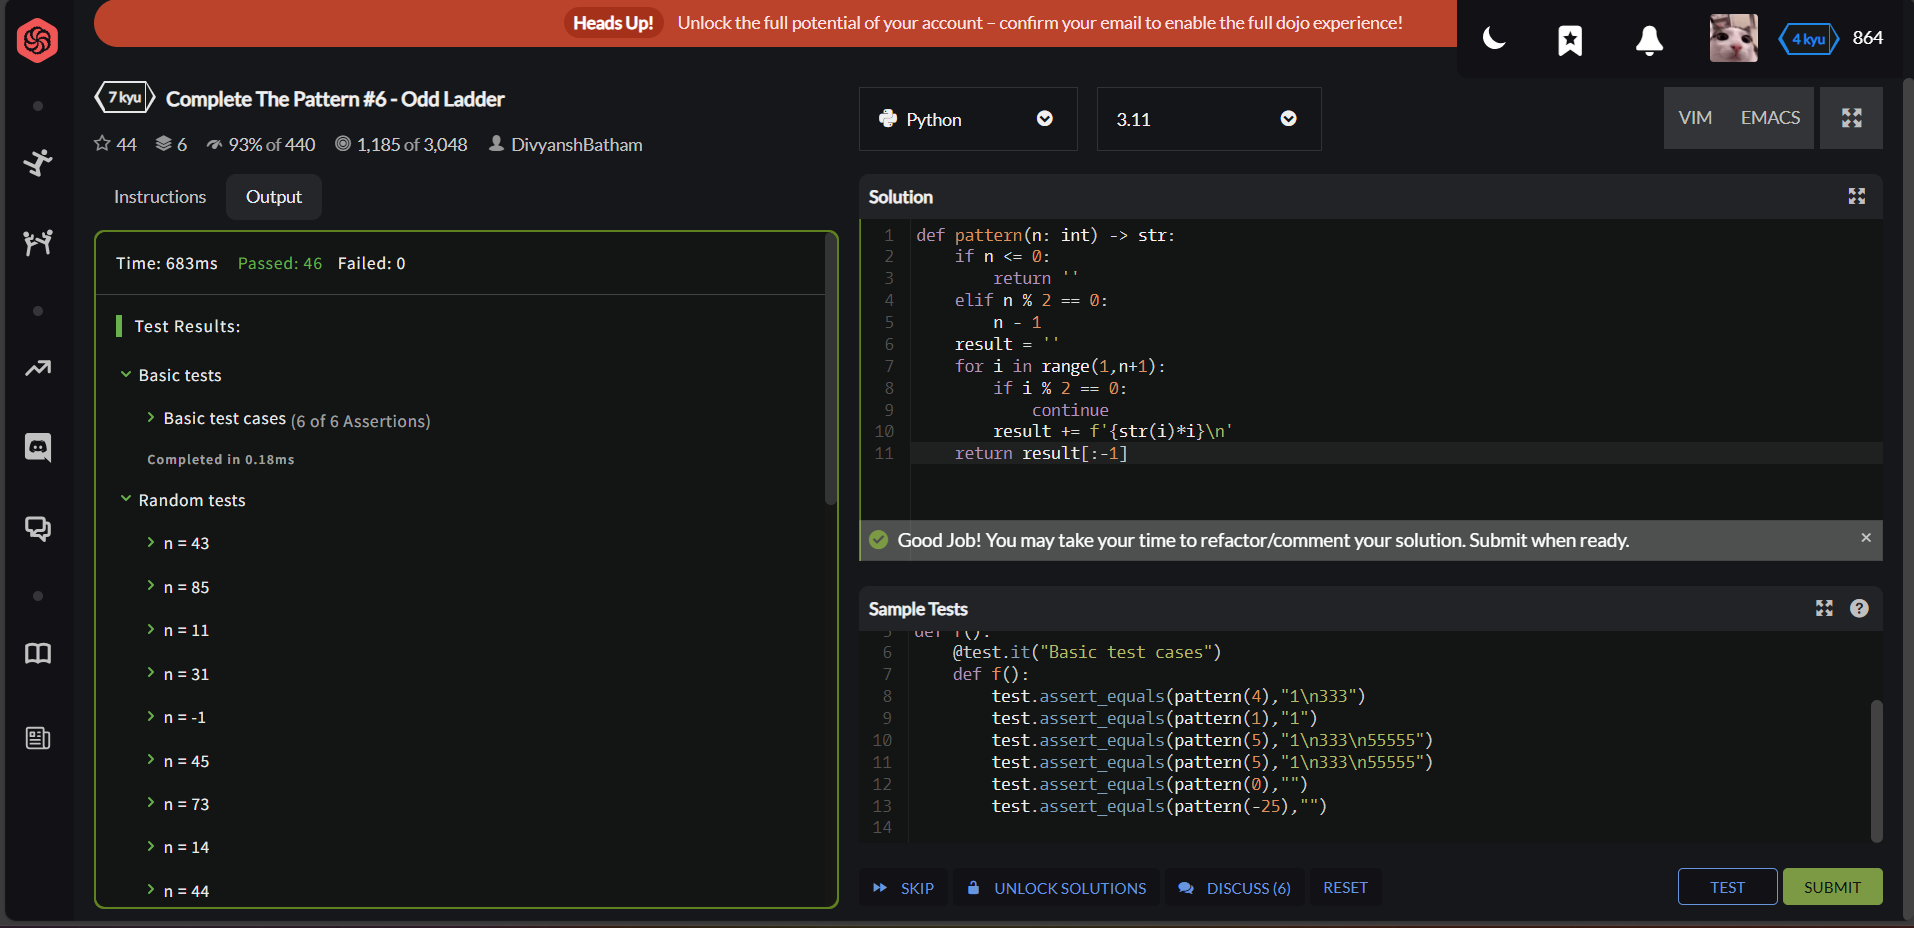 Heads Up! Unlock the full potential of your account – confirm your email to enable the full dojo experience!
4 kyu 864
7 kyu Complete The Pattern #6 - Odd Ladder
44 6 93% of 440 1,185 of 3,048 DivyanshBatham
Instructions Output
Time: 683ms Passed: 46 Failed: 0
Test Results:
Basic tests
Basic test cases (6 of 6 Assertions)
Completed in 0.18ms
Random tests
n = 43
n = 85
n = 11
n = 31
n = -1
n = 45
n = 73
n = 14
n = 44
Python 3.11
VIM EMACS
Solution
1 def pattern(n: int) -> str:
2     if n <= 0:
3         return ''
4     elif n % 2 == 0:
5         n - 1
6     result = ''
7     for i in range(1,n+1):
8         if i % 2 == 0:
9             continue
10         result += f'{str(i)*i}\n'
11     return result[:-1]
Good Job! You may take your time to refactor/comment your solution. Submit when ready.
Sample Tests
5 def f():
6     @test.it("Basic test cases")
7     def f():
8         test.assert_equals(pattern(4),"1\n333")
9         test.assert_equals(pattern(1),"1")
10         test.assert_equals(pattern(5),"1\n333\n55555")
11         test.assert_equals(pattern(5),"1\n333\n55555")
12         test.assert_equals(pattern(0),"")
13         test.assert_equals(pattern(-25),"")
14
SKIP UNLOCK SOLUTIONS DISCUSS (6) RESET TEST SUBMIT